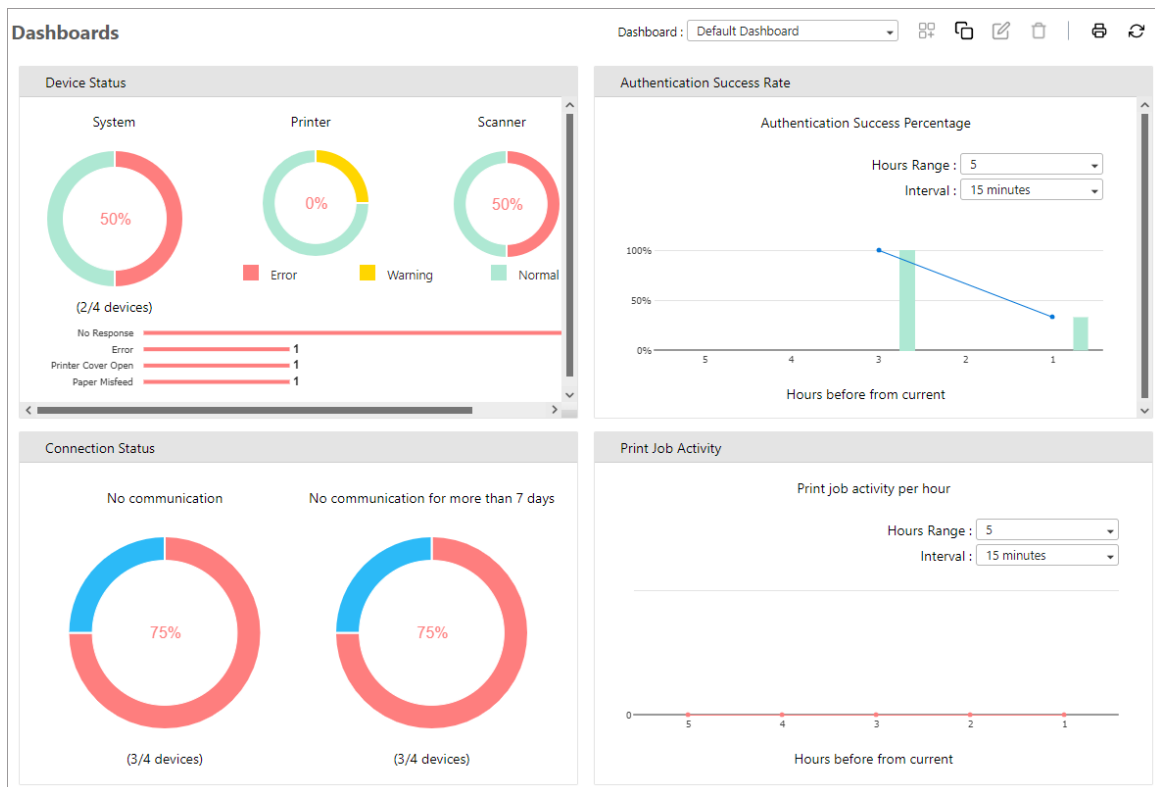 Dashboards
Dashboard : Default Dashboard
Device Status
System Printer Scanner
50% 0% 50%
Error Warning Normal
(2/4 devices)
No Response
Error 1
Printer Cover Open 1
Paper Misfeed 1
Authentication Success Rate
Authentication Success Percentage
Hours Range : 5
Interval : 15 minutes
100%
50%
0%
5 4 3 2 1
Hours before from current
Connection Status
No communication No communication for more than 7 days
75% 75%
(3/4 devices) (3/4 devices)
Print Job Activity
Print job activity per hour
Hours Range : 5
Interval : 15 minutes
0
5 4 3 2 1
Hours before from current